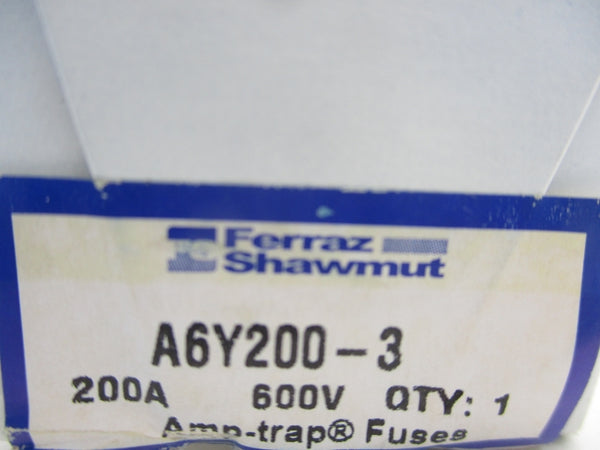 Ferraz
Shawmut
A6Y200-3
200A 600V QTY: 1
Amp-trap® Fuses